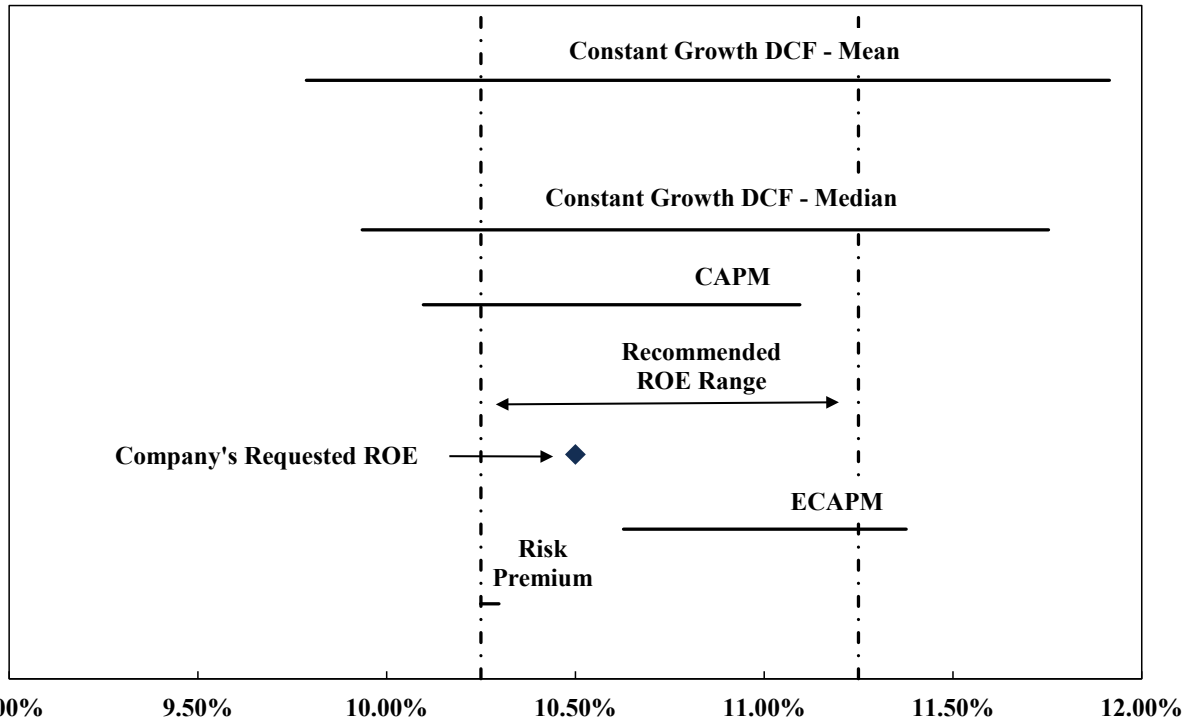 Constant Growth DCF - Mean
Constant Growth DCF - Median
CAPM
Recommended
ROE Range
Company's Requested ROE
ECAPM
Risk
Premium
00% 9.50% 10.00% 10.50% 11.00% 11.50% 12.00%